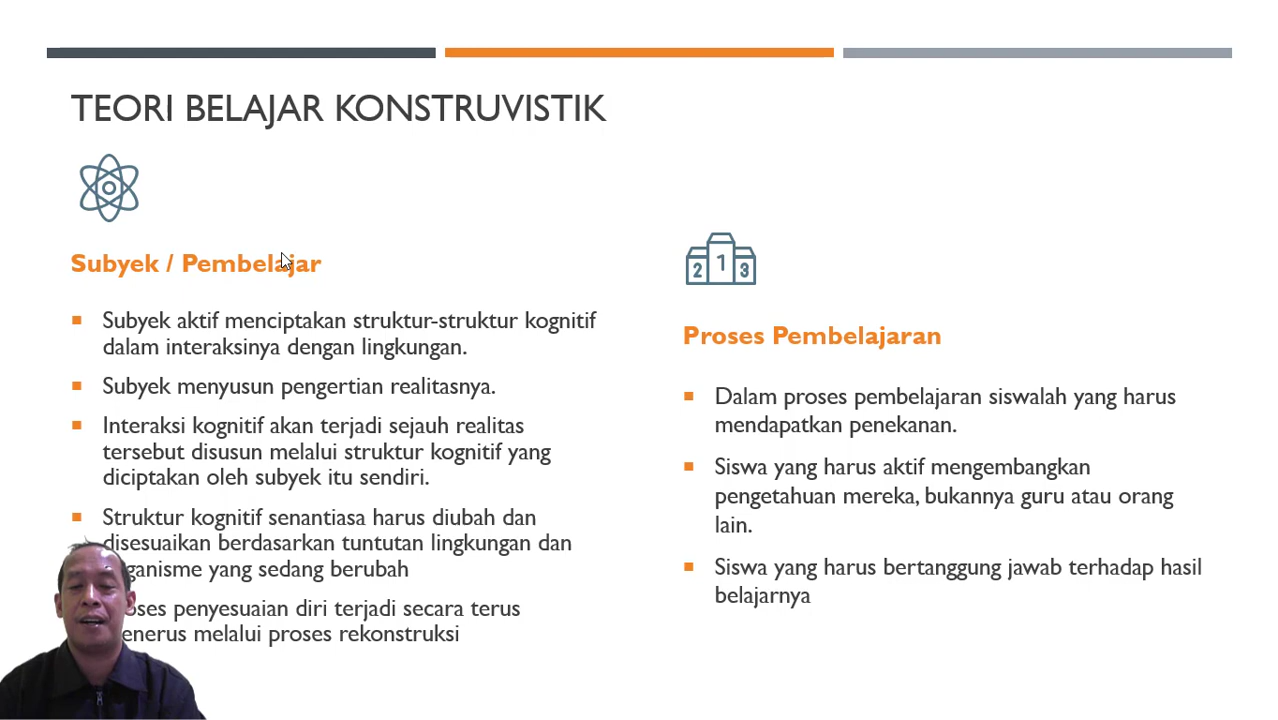 TEORI BELAJAR KONSTRUVISTIK
Subyek / Pembelajar
Subyek aktif menciptakan struktur-struktur kognitif
dalam interaksinya dengan lingkungan.
Subyek menyusun pengertian realitasnya.
Interaksi kognitif akan terjadi sejauh realitas
tersebut disusun melalui struktur kognitif yang
diciptakan oleh subyek itu sendiri.
Struktur kognitif senantiasa harus diubah dan
disesuaikan berdasarkan tuntutan lingkungan dan
yang sedang berubah
penyesuaian diri terjadi secara terus
melalui proses rekonstruksi
2 1 3
Proses Pembelajaran
Dalam proses pembelajaran siswalah yang harus
mendapatkan penekanan.
Siswa yang harus aktif mengembangkan
pengetahuan mereka, bukannya guru atau orang
lain.
Siswa yang harus bertanggung jawab terhadap hasil
belajarnya